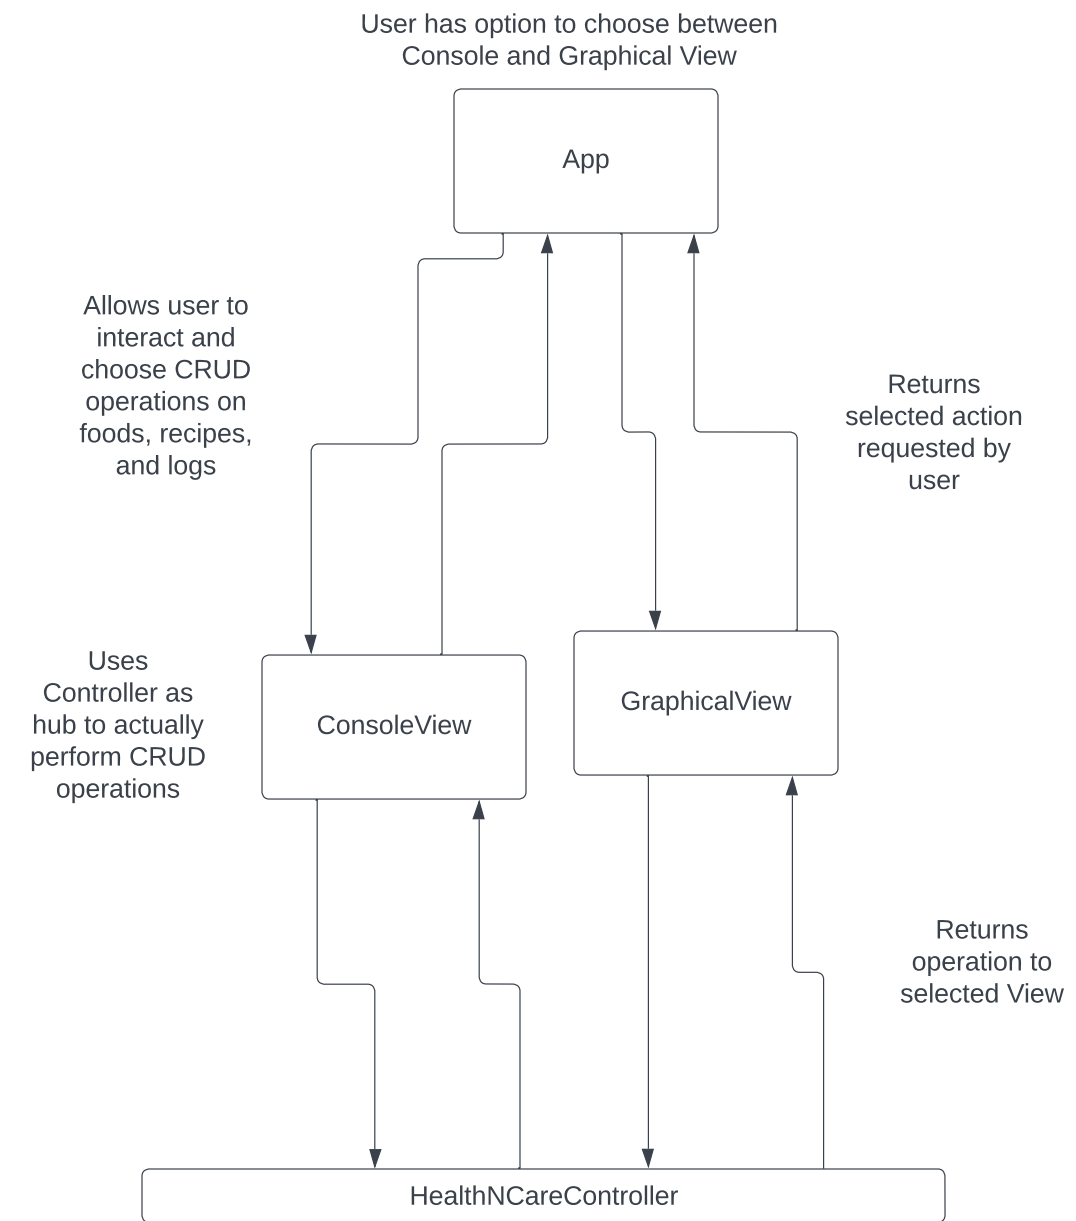 User has option to choose between
Console and Graphical View
App
Allows user to
interact and
choose CRUD
operations on
foods, recipes,
and logs
Returns
selected action
requested by
user
Uses
Controller as
hub to actually
perform CRUD
operations
ConsoleView
GraphicalView
Returns
operation to
selected View
HealthNCareController